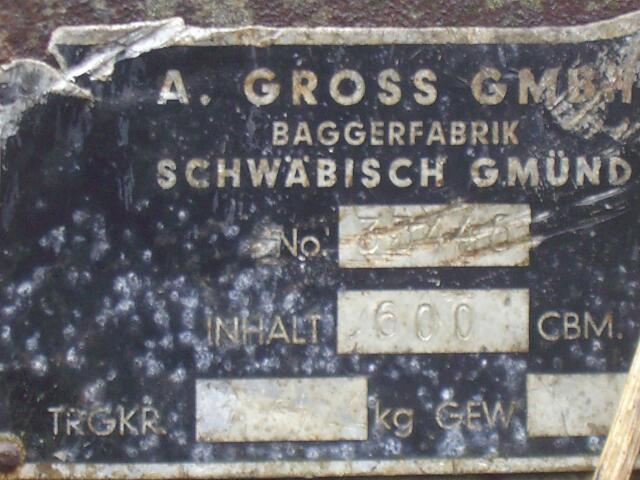 A. GROSS GMBH
BAGGERFABRIK
SCHWÄBISCH GMÜND
No.
INHALT 600 CBM.
TRGKR. kg GEW